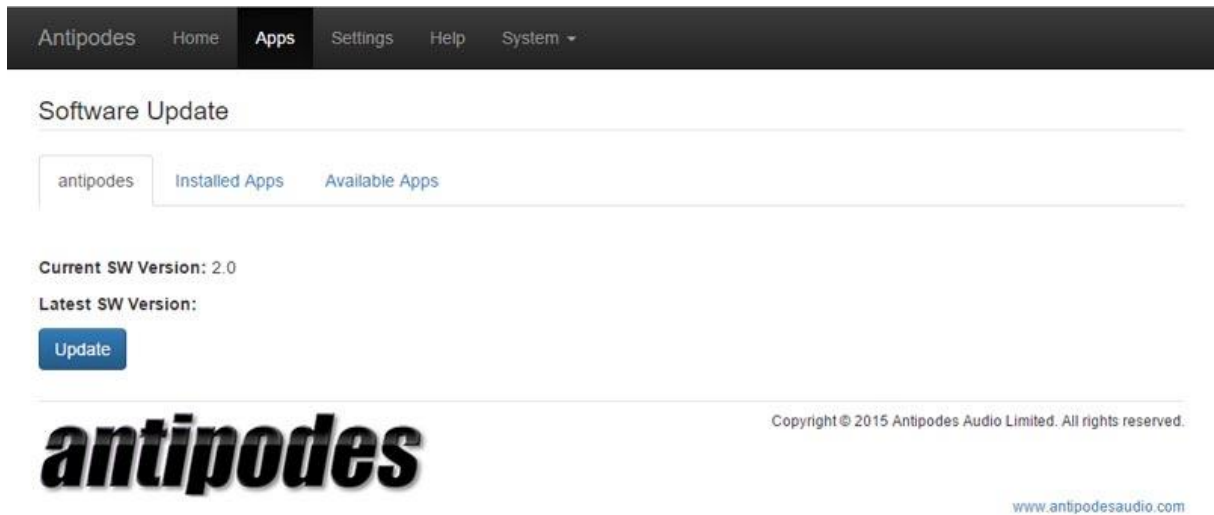 Antipodes Home Apps Settings Help System
Software Update
antipodes Installed Apps Available Apps
Current SW Version: 2.0
Latest SW Version:
Update
antipodes
Copyright © 2015 Antipodes Audio Limited. All rights reserved.
www.antipodesaudio.com